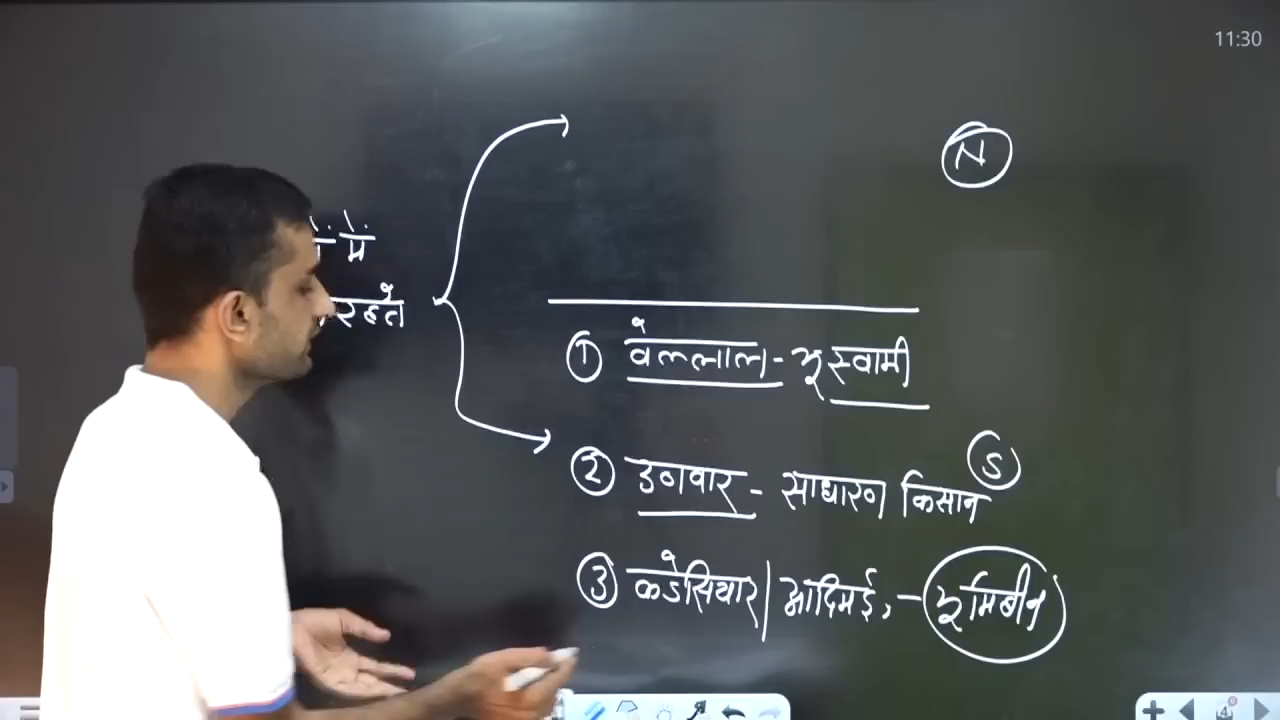 11:30
N
में
रहते
① वेल्लाल - भूस्वामी
② उणवार - साधारण किसान
S
③ कडेसियार / आदिमई, - भूमिहीन